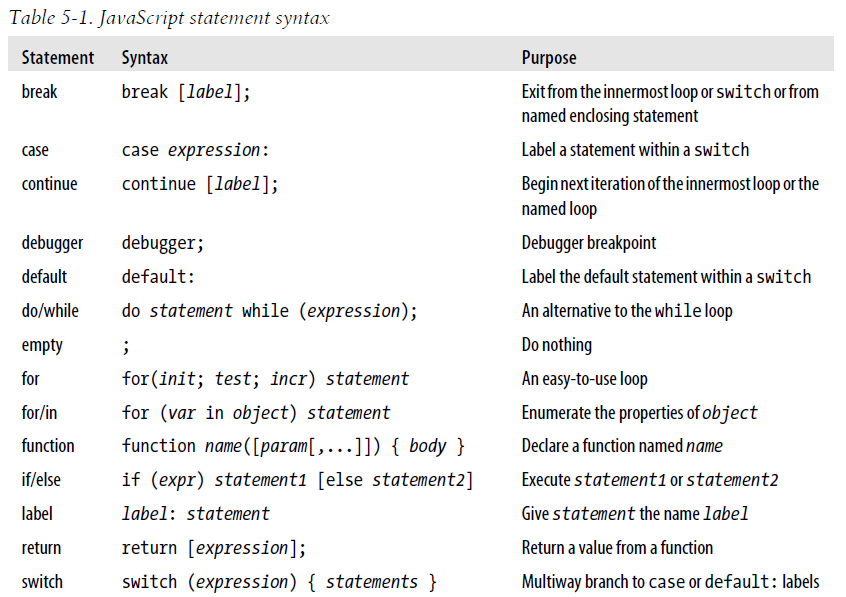 Table 5-1. JavaScript statement syntax
Statement Syntax Purpose
break break [label]; Exit from the innermost loop or switch or from
named enclosing statement
case case expression: Label a statement within a switch
continue continue [label]; Begin next iteration of the innermost loop or the
named loop
debugger debugger; Debugger breakpoint
default default: Label the default statement within a switch
do/while do statement while (expression); An alternative to the while loop
empty ; Do nothing
for for(init; test; incr) statement An easy-to-use loop
for/in for (var in object) statement Enumerate the properties of object
function function name([param[,...]]) { body } Declare a function named name
if/else if (expr) statement1 [else statement2] Execute statement1 or statement2
label label: statement Give statement the name label
return return [expression]; Return a value from a function
switch switch (expression) { statements } Multiway branch to case or default: labels